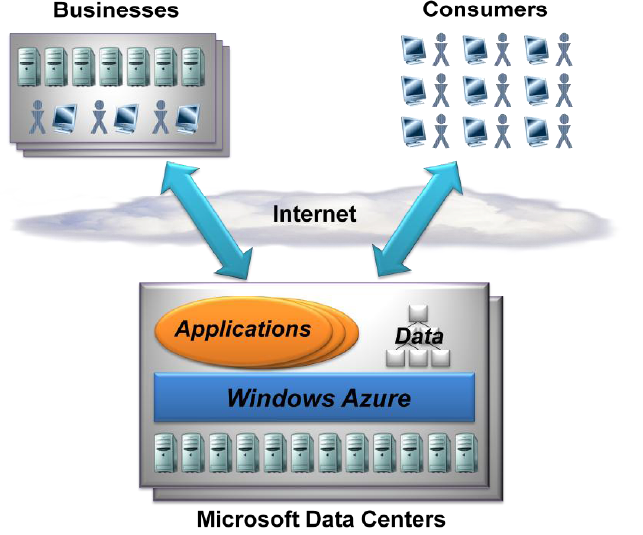 Businesses
Consumers
Internet
Applications
Data
Windows Azure
Microsoft Data Centers